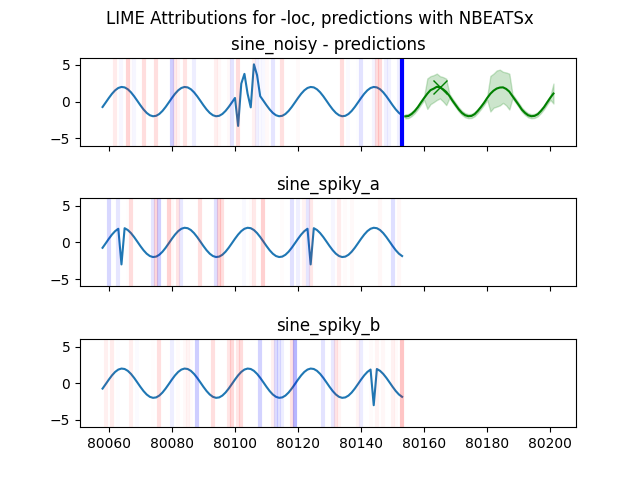 LIME Attributions for -loc, predictions with NBEATSx
sine_noisy - predictions
5
0
−5
sine_spiky_a
5
0
−5
sine_spiky_b
5
0
−5
80060 80080 80100 80120 80140 80160 80180 80200